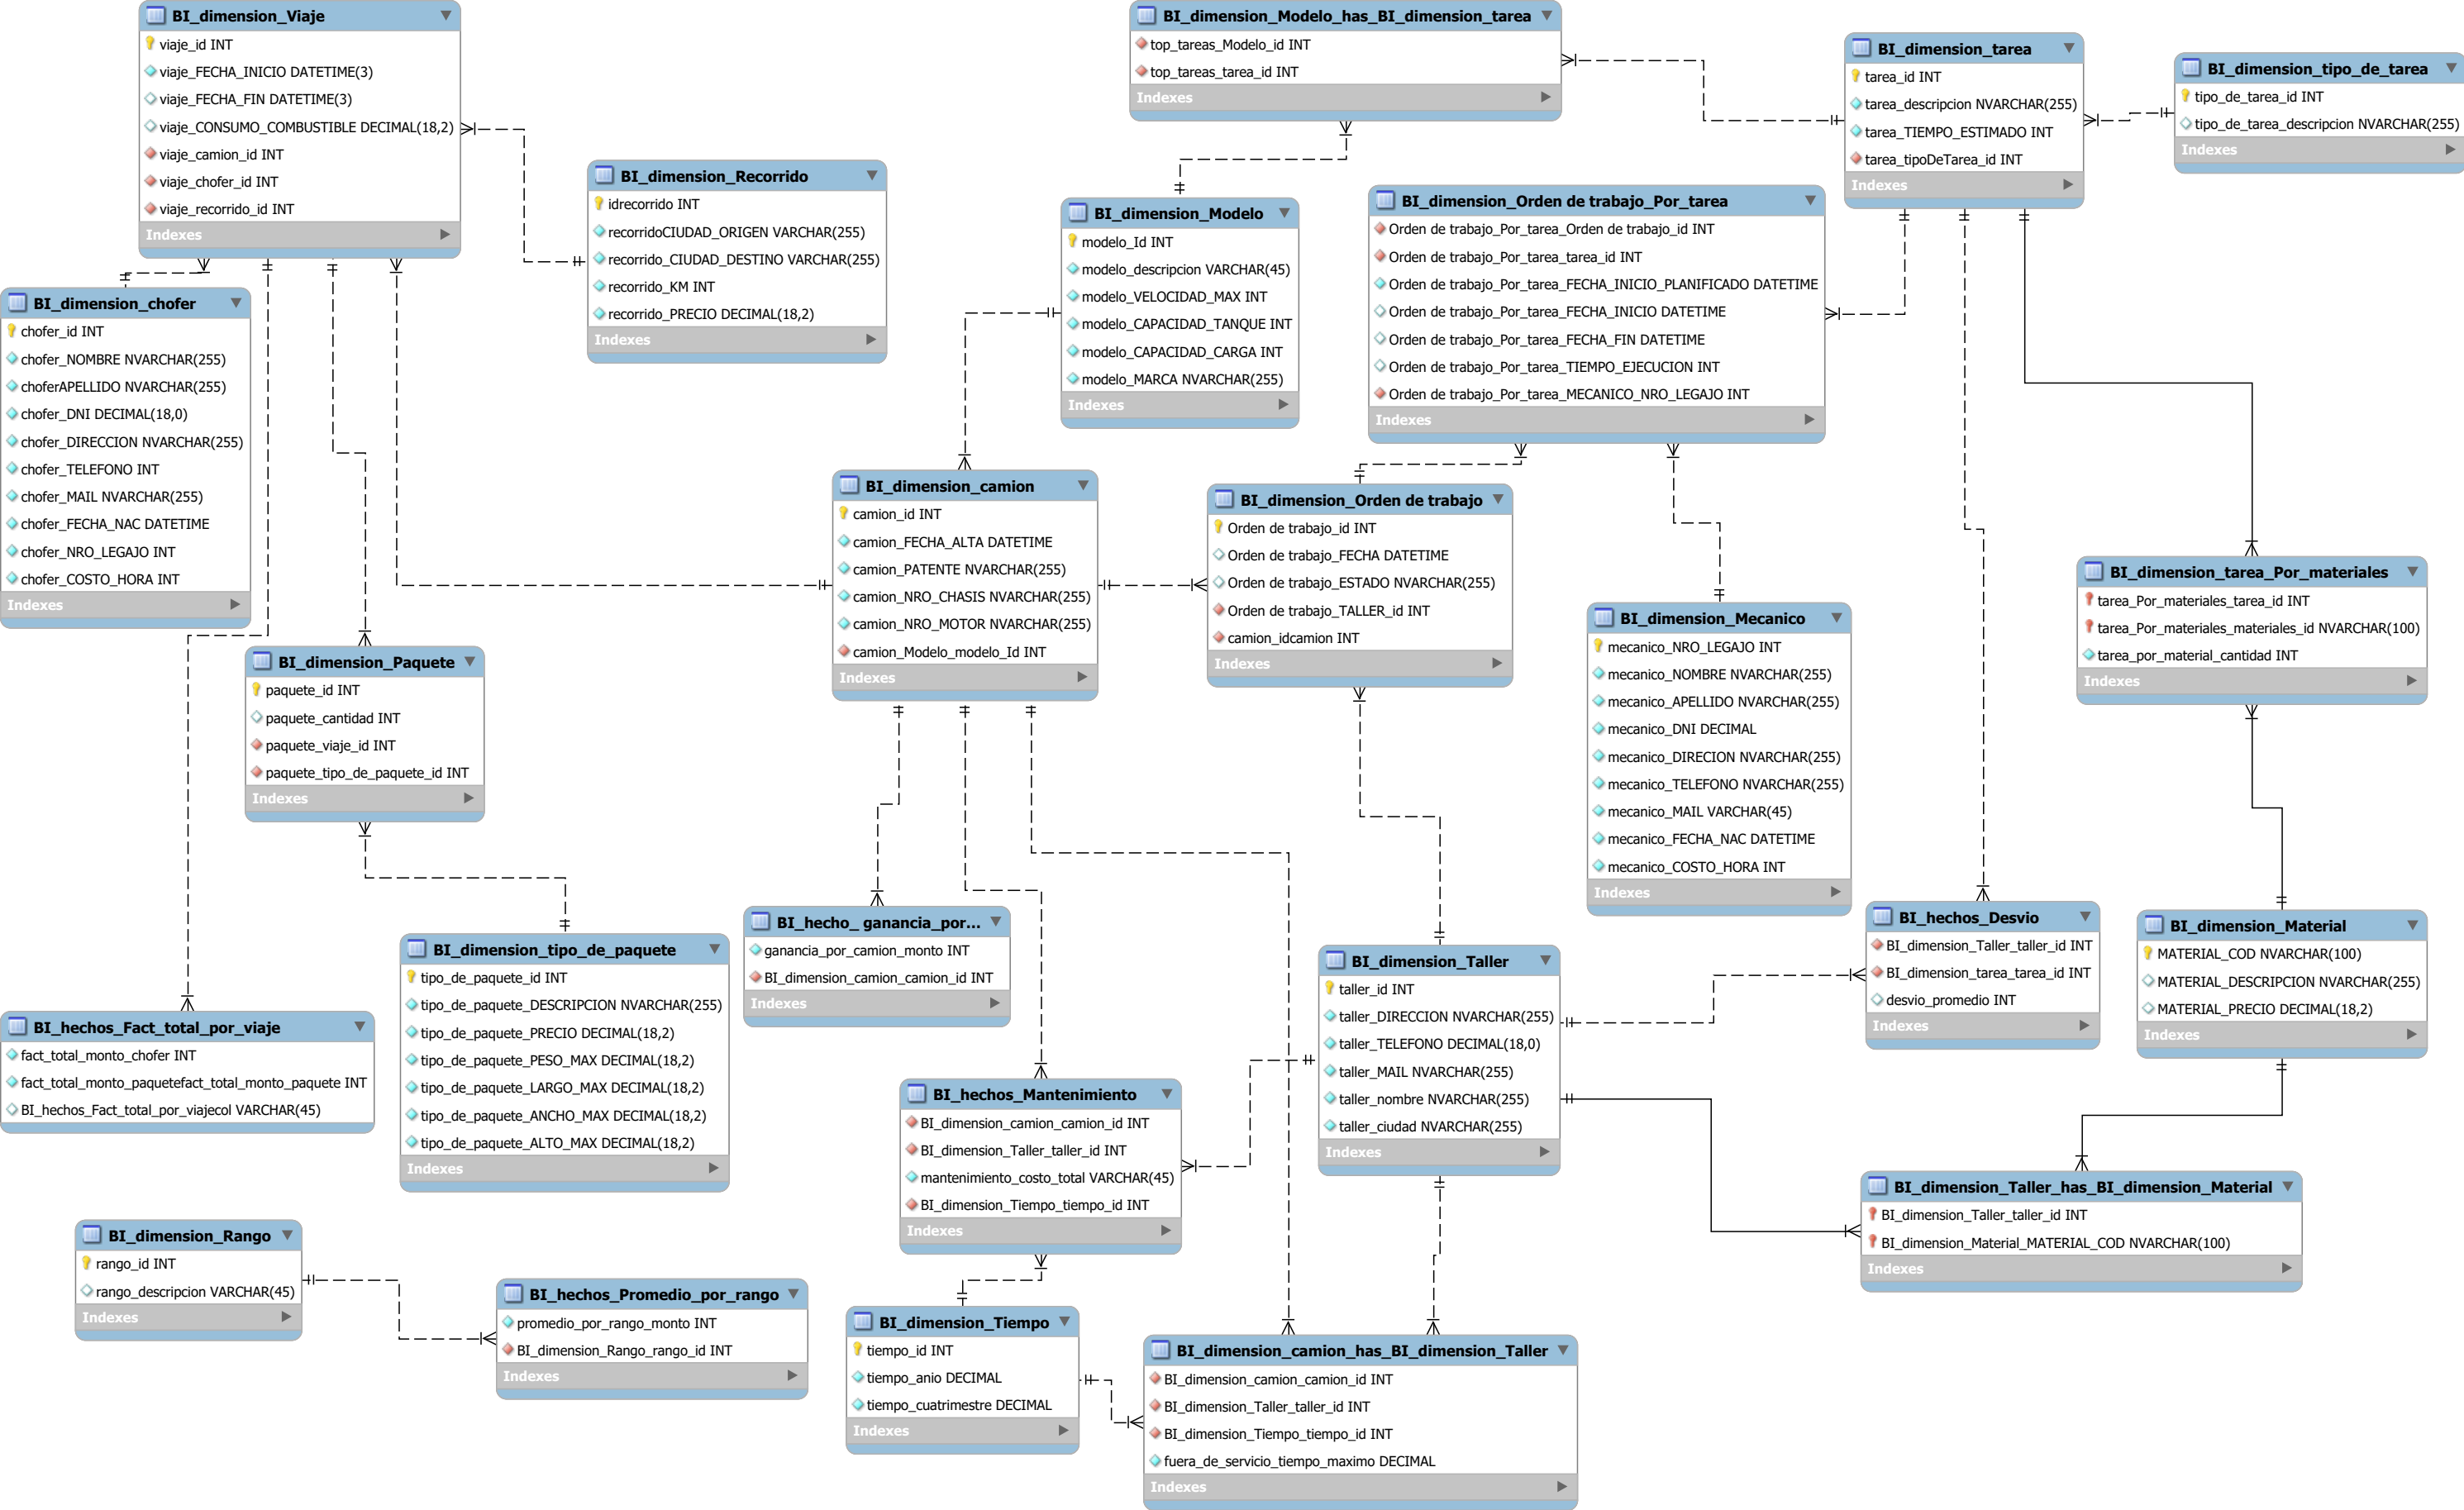 BI_dimension_Viaje
viaje_id INT
viaje_FECHA_INICIO DATETIME(3)
viaje_FECHA_FIN DATETIME(3)
viaje_CONSUMO_COMBUSTIBLE DECIMAL(18,2)
viaje_camion_id INT
viaje_chofer_id INT
viaje_recorrido_id INT
Indexes
BI_dimension_Modelo_has_BI_dimension_tarea
top_tareas_Modelo_id INT
top_tareas_tarea_id INT
Indexes
BI_dimension_tarea
tarea_id INT
tarea_descripcion NVARCHAR(255)
tarea_TIEMPO_ESTIMADO INT
tarea_tipoDeTarea_id INT
Indexes
BI_dimension_tipo_de_tarea
tipo_de_tarea_id INT
tipo_de_tarea_descripcion NVARCHAR(255)
Indexes
BI_dimension_Recorrido
idrecorrido INT
recorridoCIUDAD_ORIGEN VARCHAR(255)
recorrido_CIUDAD_DESTINO VARCHAR(255)
recorrido_KM INT
recorrido_PRECIO DECIMAL(18,2)
Indexes
BI_dimension_Modelo
modelo_Id INT
modelo_descripcion VARCHAR(45)
modelo_VELOCIDAD_MAX INT
modelo_CAPACIDAD_TANQUE INT
modelo_CAPACIDAD_CARGA INT
modelo_MARCA NVARCHAR(255)
Indexes
BI_dimension_Orden de trabajo_Por_tarea
Orden de trabajo_Por_tarea_Orden de trabajo_id INT
Orden de trabajo_Por_tarea_tarea_id INT
Orden de trabajo_Por_tarea_FECHA_INICIO_PLANIFICADO DATETIME
Orden de trabajo_Por_tarea_FECHA_INICIO DATETIME
Orden de trabajo_Por_tarea_FECHA_FIN DATETIME
Orden de trabajo_Por_tarea_TIEMPO_EJECUCION INT
Orden de trabajo_Por_tarea_MECANICO_NRO_LEGAJO INT
Indexes
BI_dimension_chofer
chofer_id INT
chofer_NOMBRE NVARCHAR(255)
choferAPELLIDO NVARCHAR(255)
chofer_DNI DECIMAL(18,0)
chofer_DIRECCION NVARCHAR(255)
chofer_TELEFONO INT
chofer_MAIL NVARCHAR(255)
chofer_FECHA_NAC DATETIME
chofer_NRO_LEGAJO INT
chofer_COSTO_HORA INT
Indexes
BI_dimension_camion
camion_id INT
camion_FECHA_ALTA DATETIME
camion_PATENTE NVARCHAR(255)
camion_NRO_CHASIS NVARCHAR(255)
camion_NRO_MOTOR NVARCHAR(255)
camion_Modelo_modelo_Id INT
Indexes
BI_dimension_Orden de trabajo
Orden de trabajo_id INT
Orden de trabajo_FECHA DATETIME
Orden de trabajo_ESTADO NVARCHAR(255)
Orden de trabajo_TALLER_id INT
camion_idcamion INT
Indexes
BI_dimension_tarea_Por_materiales
tarea_Por_materiales_tarea_id INT
tarea_Por_materiales_materiales_id NVARCHAR(100)
tarea_por_material_cantidad INT
Indexes
BI_dimension_Mecanico
mecanico_NRO_LEGAJO INT
mecanico_NOMBRE NVARCHAR(255)
mecanico_APELLIDO NVARCHAR(255)
mecanico_DNI DECIMAL
mecanico_DIRECION NVARCHAR(255)
mecanico_TELEFONO NVARCHAR(255)
mecanico_MAIL VARCHAR(45)
mecanico_FECHA_NAC DATETIME
mecanico_COSTO_HORA INT
Indexes
BI_dimension_Paquete
paquete_id INT
paquete_cantidad INT
paquete_viaje_id INT
paquete_tipo_de_paquete_id INT
Indexes
BI_hecho_ ganancia_por...
ganancia_por_camion_monto INT
BI_dimension_camion_camion_id INT
Indexes
BI_hechos_Desvio
BI_dimension_Taller_taller_id INT
BI_dimension_tarea_tarea_id INT
desvio_promedio INT
Indexes
BI_dimension_Material
MATERIAL_COD NVARCHAR(100)
MATERIAL_DESCRIPCION NVARCHAR(255)
MATERIAL_PRECIO DECIMAL(18,2)
Indexes
BI_dimension_tipo_de_paquete
tipo_de_paquete_id INT
tipo_de_paquete_DESCRIPCION NVARCHAR(255)
tipo_de_paquete_PRECIO DECIMAL(18,2)
tipo_de_paquete_PESO_MAX DECIMAL(18,2)
tipo_de_paquete_LARGO_MAX DECIMAL(18,2)
tipo_de_paquete_ANCHO_MAX DECIMAL(18,2)
tipo_de_paquete_ALTO_MAX DECIMAL(18,2)
Indexes
BI_dimension_Taller
taller_id INT
taller_DIRECCION NVARCHAR(255)
taller_TELEFONO DECIMAL(18,0)
taller_MAIL NVARCHAR(255)
taller_nombre NVARCHAR(255)
taller_ciudad NVARCHAR(255)
Indexes
BI_hechos_Fact_total_por_viaje
fact_total_monto_chofer INT
fact_total_monto_paquetefact_total_monto_paquete INT
BI_hechos_Fact_total_por_viajecol VARCHAR(45)
BI_hechos_Mantenimiento
BI_dimension_camion_camion_id INT
BI_dimension_Taller_taller_id INT
mantenimiento_costo_total VARCHAR(45)
BI_dimension_Tiempo_tiempo_id INT
Indexes
BI_dimension_Taller_has_BI_dimension_Material
BI_dimension_Taller_taller_id INT
BI_dimension_Material_MATERIAL_COD NVARCHAR(100)
Indexes
BI_dimension_Rango
rango_id INT
rango_descripcion VARCHAR(45)
Indexes
BI_hechos_Promedio_por_rango
promedio_por_rango_monto INT
BI_dimension_Rango_rango_id INT
Indexes
BI_dimension_Tiempo
tiempo_id INT
tiempo_anio DECIMAL
tiempo_cuatrimestre DECIMAL
Indexes
BI_dimension_camion_has_BI_dimension_Taller
BI_dimension_camion_camion_id INT
BI_dimension_Taller_taller_id INT
BI_dimension_Tiempo_tiempo_id INT
fuera_de_servicio_tiempo_maximo DECIMAL
Indexes